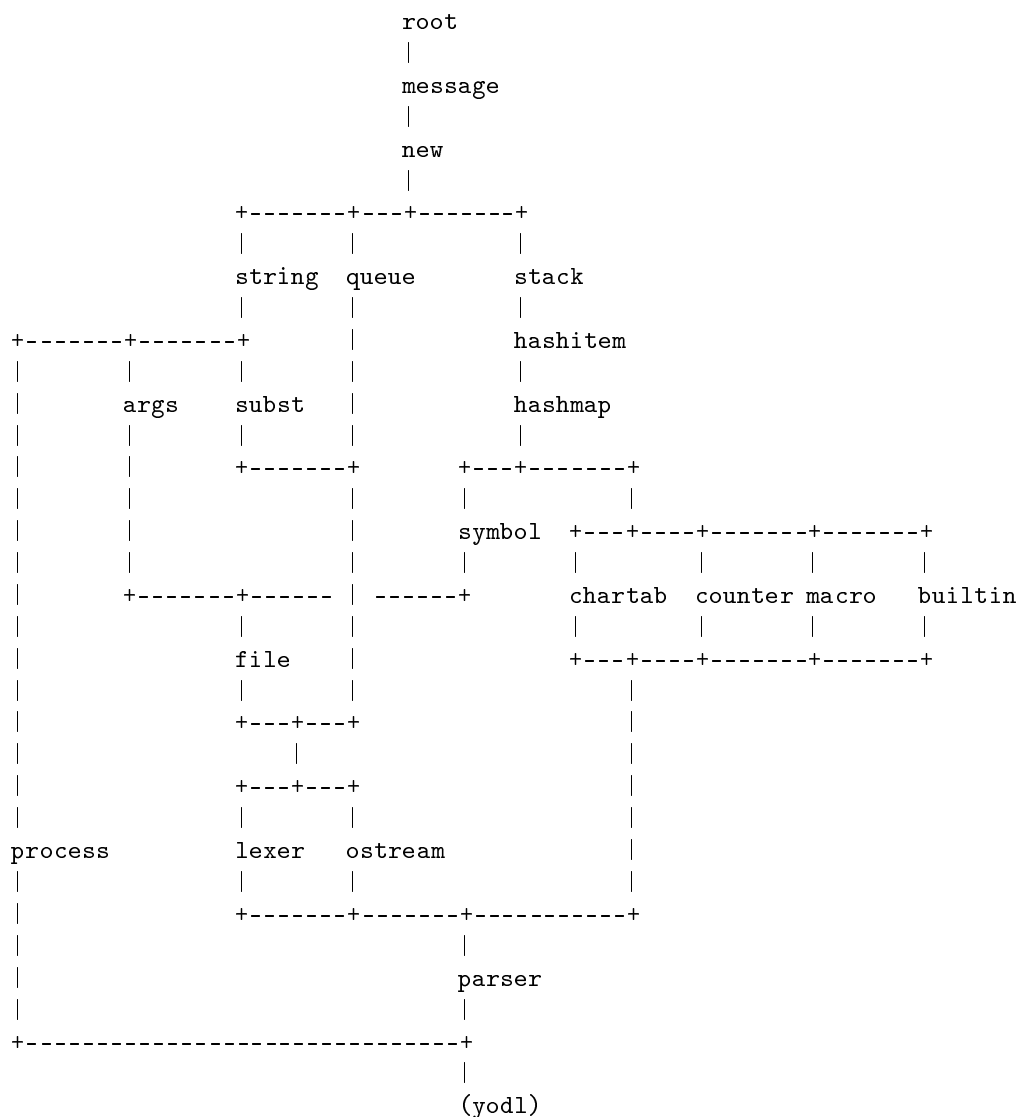 root
|
message
|
new
|
+-------+---+-------+
| | |
string queue stack
| | |
+-------+-------+ | hashitem
| | | | |
| args subst | hashmap
| | | | |
| | +-------+ +---+-------+
| | | | |
| | | symbol +---+----+-------+-------+
| | | | | | | |
| +-------+------ | ------+ chartab counter macro builtin
| | | | | | |
| file | +---+----+-------+-------+
| | | |
| +---+---+ |
| | |
| +---+---+ |
| | | |
process lexer ostream |
| | | |
| +-------+-------+-----------+
| |
| parser
| |
+-------------------------------+
|
(yodl)